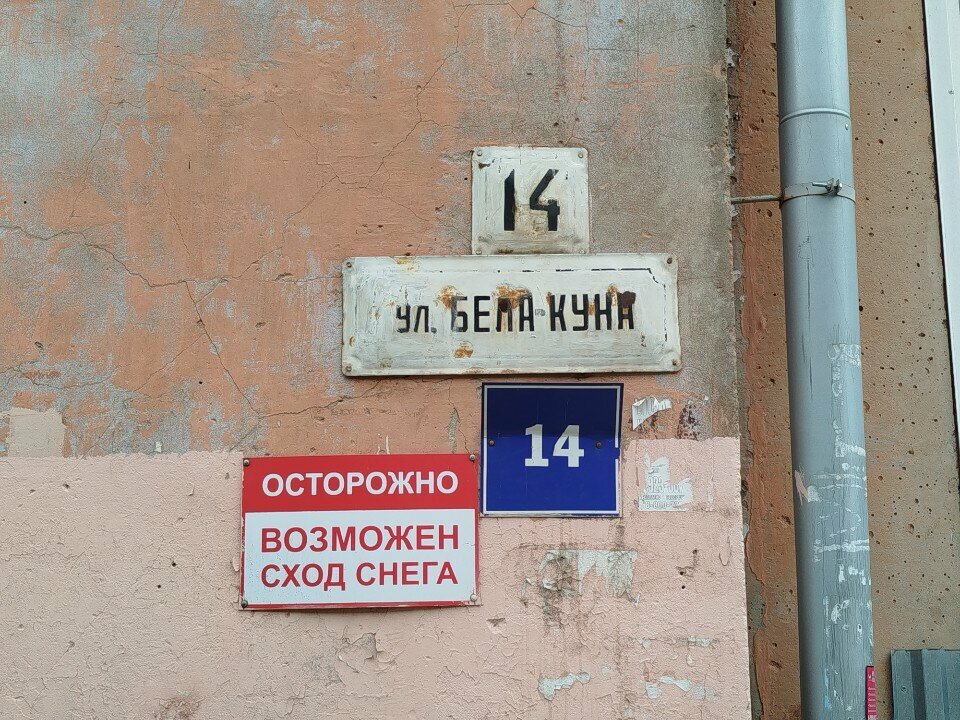 14
ул. БЕЛА КУНА
14
ОСТОРОЖНО
ВОЗМОЖЕН
СХОД СНЕГА